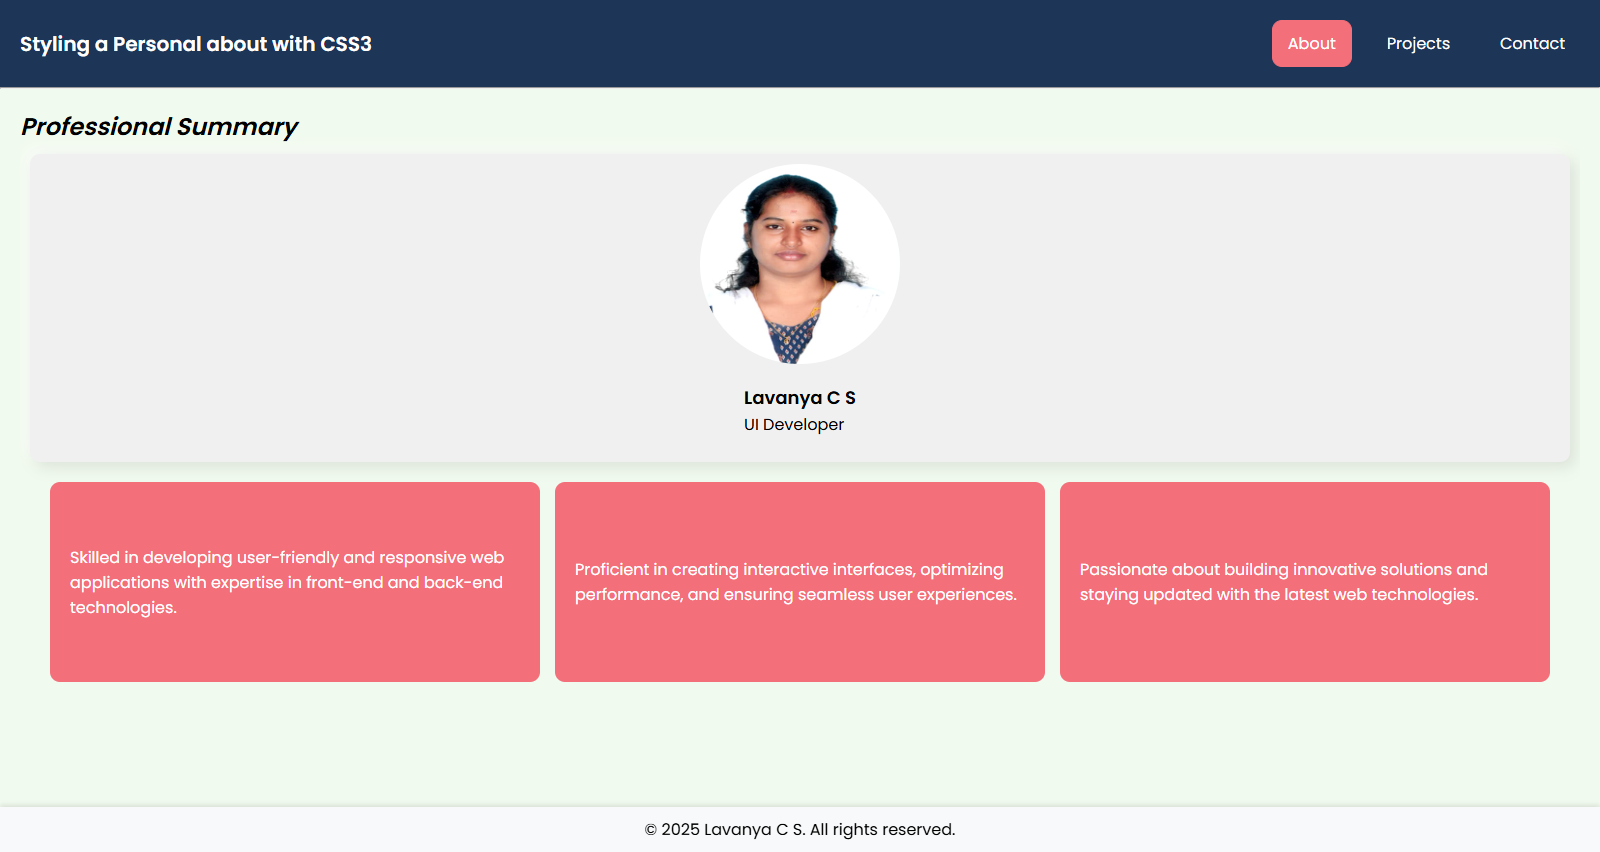 Styling a Personal about with CSS3
About
Projects
Contact
Professional Summary
Lavanya C S
UI Developer
Skilled in developing user-friendly and responsive web
applications with expertise in front-end and back-end
technologies.
Proficient in creating interactive interfaces, optimizing
performance, and ensuring seamless user experiences.
Passionate about building innovative solutions and
staying updated with the latest web technologies.
© 2025 Lavanya C S. All rights reserved.